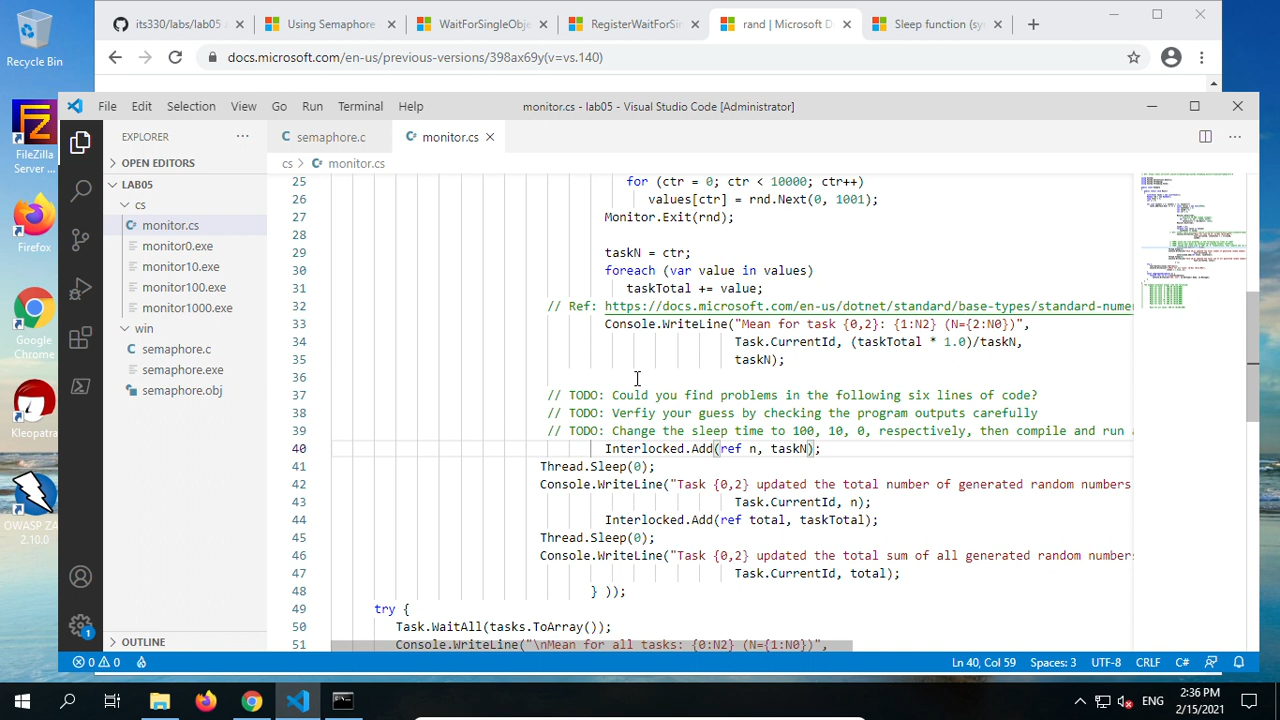 its330/labs/lab05 a
Using Semaphore
WaitForSingleObje
RegisterWaitForSin
rand | Microsoft D
Sleep function (sy
docs.microsoft.com/en-us/previous-versions/398ax69y(v=vs.140)
Recycle Bin
FileZilla
Server ...
Firefox
Google
Chrome
Kleopatra
OWASP ZA
2.10.0
File Edit Selection View Go Run Terminal Help
monitor.cs - lab05 - Visual Studio Code [Administrator]
EXPLORER
OPEN EDITORS
LAB05
cs
monitor.cs
monitor0.exe
monitor10.exe
monitor100.exe
monitor1000.exe
win
semaphore.c
semaphore.exe
semaphore.obj
OUTLINE
semaphore.c
monitor.cs
cs > monitor.cs
25 for (ctr = 0; ctr < 10000; ctr++)
26 values[ctr] = rnd.Next(0, 1001);
27 Monitor.Exit(rnd);
28
29 taskN = ctr;
30 foreach (var value in values)
31 taskTotal += value;
32 // Ref: https://docs.microsoft.com/en-us/dotnet/standard/base-types/standard-numer
33 Console.WriteLine("Mean for task {0,2}: {1:N2} (N={2:N0})",
34 Task.CurrentId, (taskTotal * 1.0)/taskN,
35 taskN);
36
37 // TODO: Could you find problems in the following six lines of code?
38 // TODO: Verfiy your guess by checking the program outputs carefully
39 // TODO: Change the sleep time to 100, 10, 0, respectively, then compile and run a
40 Interlocked.Add(ref n, taskN);
41 Thread.Sleep(0);
42 Console.WriteLine("Task {0,2} updated the total number of generated random numbers
43 Task.CurrentId, n);
44 Interlocked.Add(ref total, taskTotal);
45 Thread.Sleep(0);
46 Console.WriteLine("Task {0,2} updated the total sum of all generated random numbers
47 Task.CurrentId, total);
48 } ));
49 try {
50 Task.WaitAll(tasks.ToArray());
51 Console.WriteLine("\nMean for all tasks: {0:N2} (N={1:N0})",
0 0
Ln 40, Col 59 Spaces: 3 UTF-8 CRLF C#
1
ENG
2:36 PM
2/15/2021